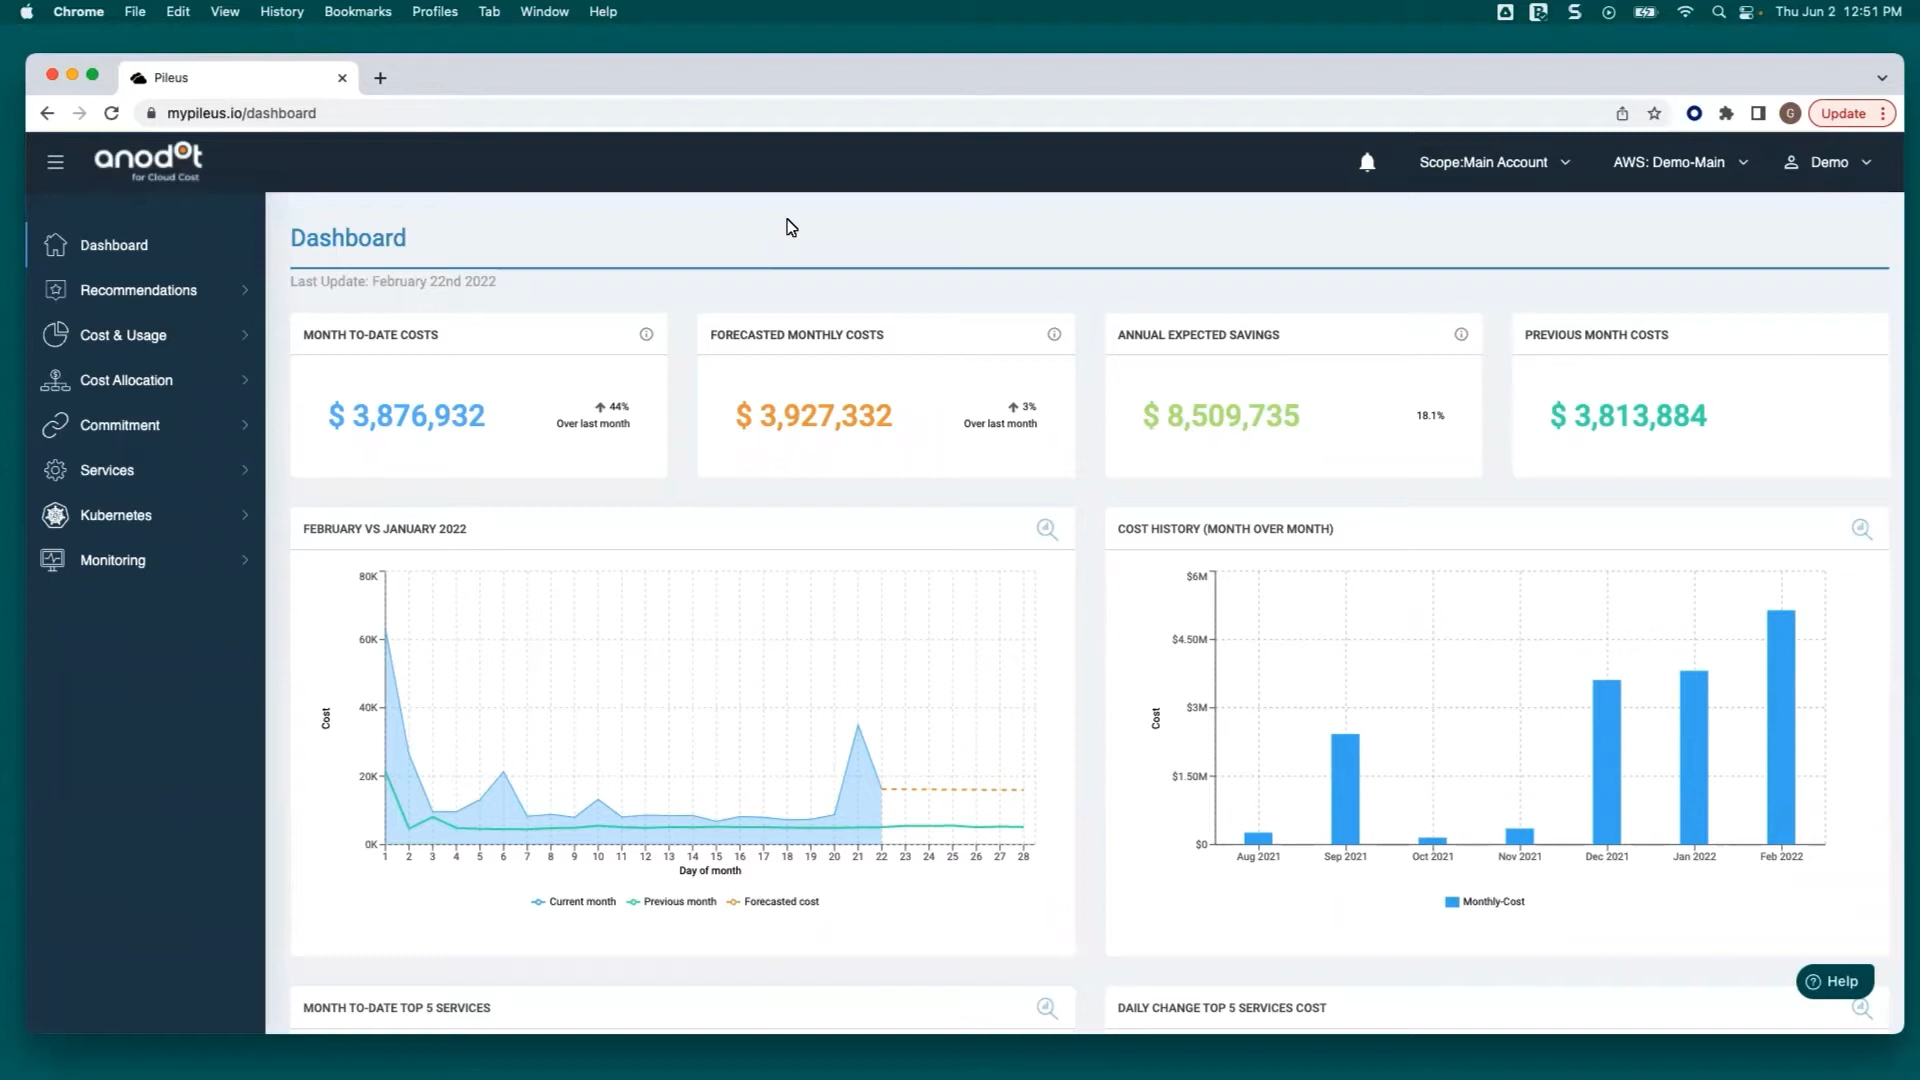 Chrome File Edit View History Bookmarks Profiles Tab Window Help Thu Jun 2 12:51 PM
Pileus
mypileus.io/dashboard G Update
anodot
for Cloud Cost
Scope:Main Account AWS: Demo-Main Demo
Dashboard
Recommendations
Cost & Usage
Cost Allocation
Commitment
Services
Kubernetes
Monitoring
Dashboard
Last Update: February 22nd 2022
MONTH TO-DATE COSTS
$ 3,876,932
44%
Over last month
FORECASTED MONTHLY COSTS
$ 3,927,332
3%
Over last month
ANNUAL EXPECTED SAVINGS
$ 8,509,735
18.1%
PREVIOUS MONTH COSTS
$ 3,813,884
FEBRUARY VS JANUARY 2022
80K
60K
40K
20K
0K
Cost
1 2 3 4 5 6 7 8 9 10 11 12 13 14 15 16 17 18 19 20 21 22 23 24 25 26 27 28
Day of month
Current month Previous month Forecasted cost
COST HISTORY (MONTH OVER MONTH)
$6M
$4.50M
$3M
$1.50M
$0
Cost
Aug 2021 Sep 2021 Oct 2021 Nov 2021 Dec 2021 Jan 2022 Feb 2022
Monthly-Cost
MONTH TO-DATE TOP 5 SERVICES
DAILY CHANGE TOP 5 SERVICES COST
Help